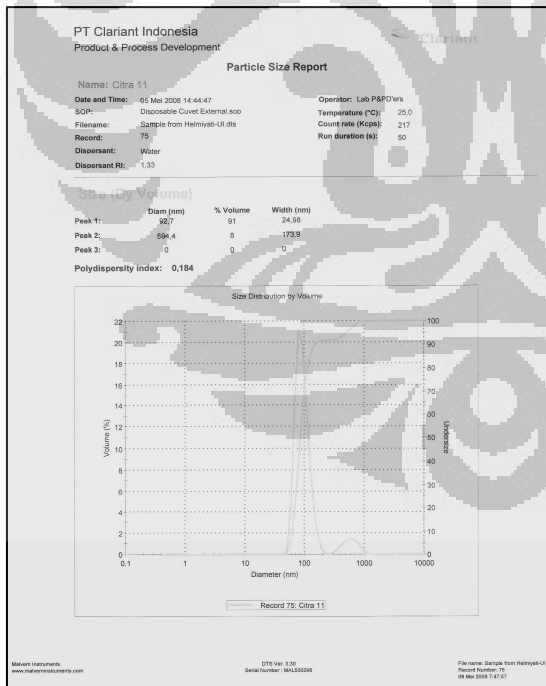 PT Clariant Indonesia
Product & Process Development
Clariant
Particle Size Report
Name: Citra 11
Date and Time: 05 Mei 2008 14:44:47
SOP: Disposable Cuvet External.sop
Filename: Sample from Helmiyati-UI.dts
Record: 75
Dispersant: Water
Dispersant RI: 1,33
Operator: Lab P&PD'ers
Temperature (°C): 25,0
Count rate (Kcps): 217
Run duration (s): 50
Size (By Volume)
Diam (nm) % Volume Width (nm)
Peak 1: 92,7 91 24,98
Peak 2: 594,4 8 173,9
Peak 3: 0 0 0
Polydispersity index: 0,184
Size Distribution by Volume
Volume (%)
22
20
18
16
14
12
10
8
6
4
2
0
100
90
80
70
60
50
40
30
20
10
0
Undersize
0.1 1 10 100 1000 10000
Diameter (nm)
Record 75: Citra 11
Malvern Instruments
www.malverninstruments.com
DTS Ver. 3.30
Serial Number : MAL500298
File name: Sample from Helmiyati-UI
Record Number: 75
09 Mei 2008 7:47:57